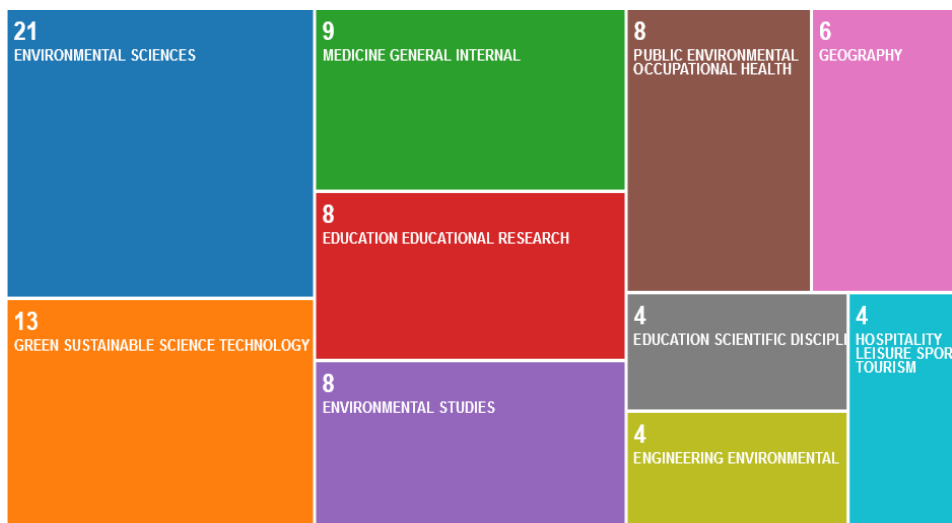 21
ENVIRONMENTAL SCIENCES
13
GREEN SUSTAINABLE SCIENCE TECHNOLOGY
9
MEDICINE GENERAL INTERNAL
8
EDUCATION EDUCATIONAL RESEARCH
8
ENVIRONMENTAL STUDIES
8
PUBLIC ENVIRONMENTAL
OCCUPATIONAL HEALTH
6
GEOGRAPHY
4
EDUCATION SCIENTIFIC DISCIPL
4
ENGINEERING ENVIRONMENTAL
4
HOSPITALITY
LEISURE SPOR
TOURISM